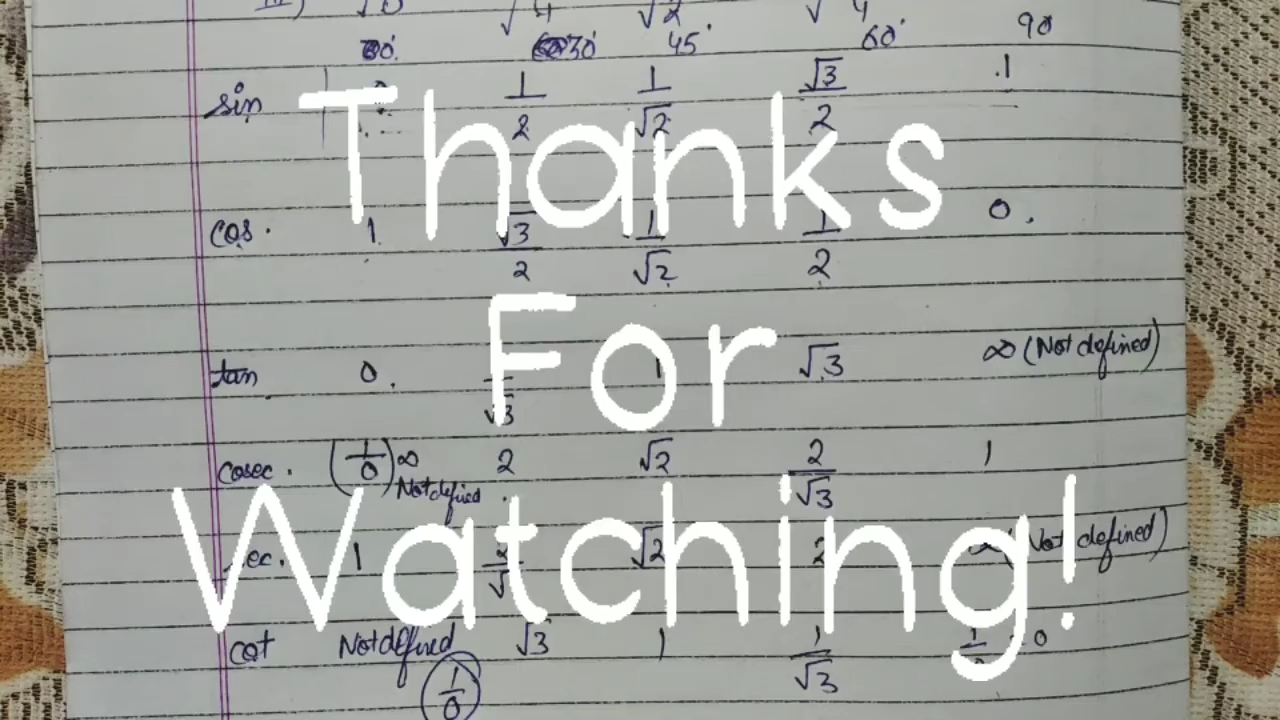 III) √0 √4 √2 √4
30° 45° 60° 90
sin 1/2 1/√2 √3/2 1
Thanks
cos. 1 √3/2 1/√2 1/2 0.
For
tan 0. 1/√3 1 √3 ∞ (Not defined)
cosec. (1/0) ∞ Not defined 2 √2 2/√3 1
Watching!
sec. 1 √2 2 (Not defined)
cot Not defined √3 1 1/√3 0
1/0